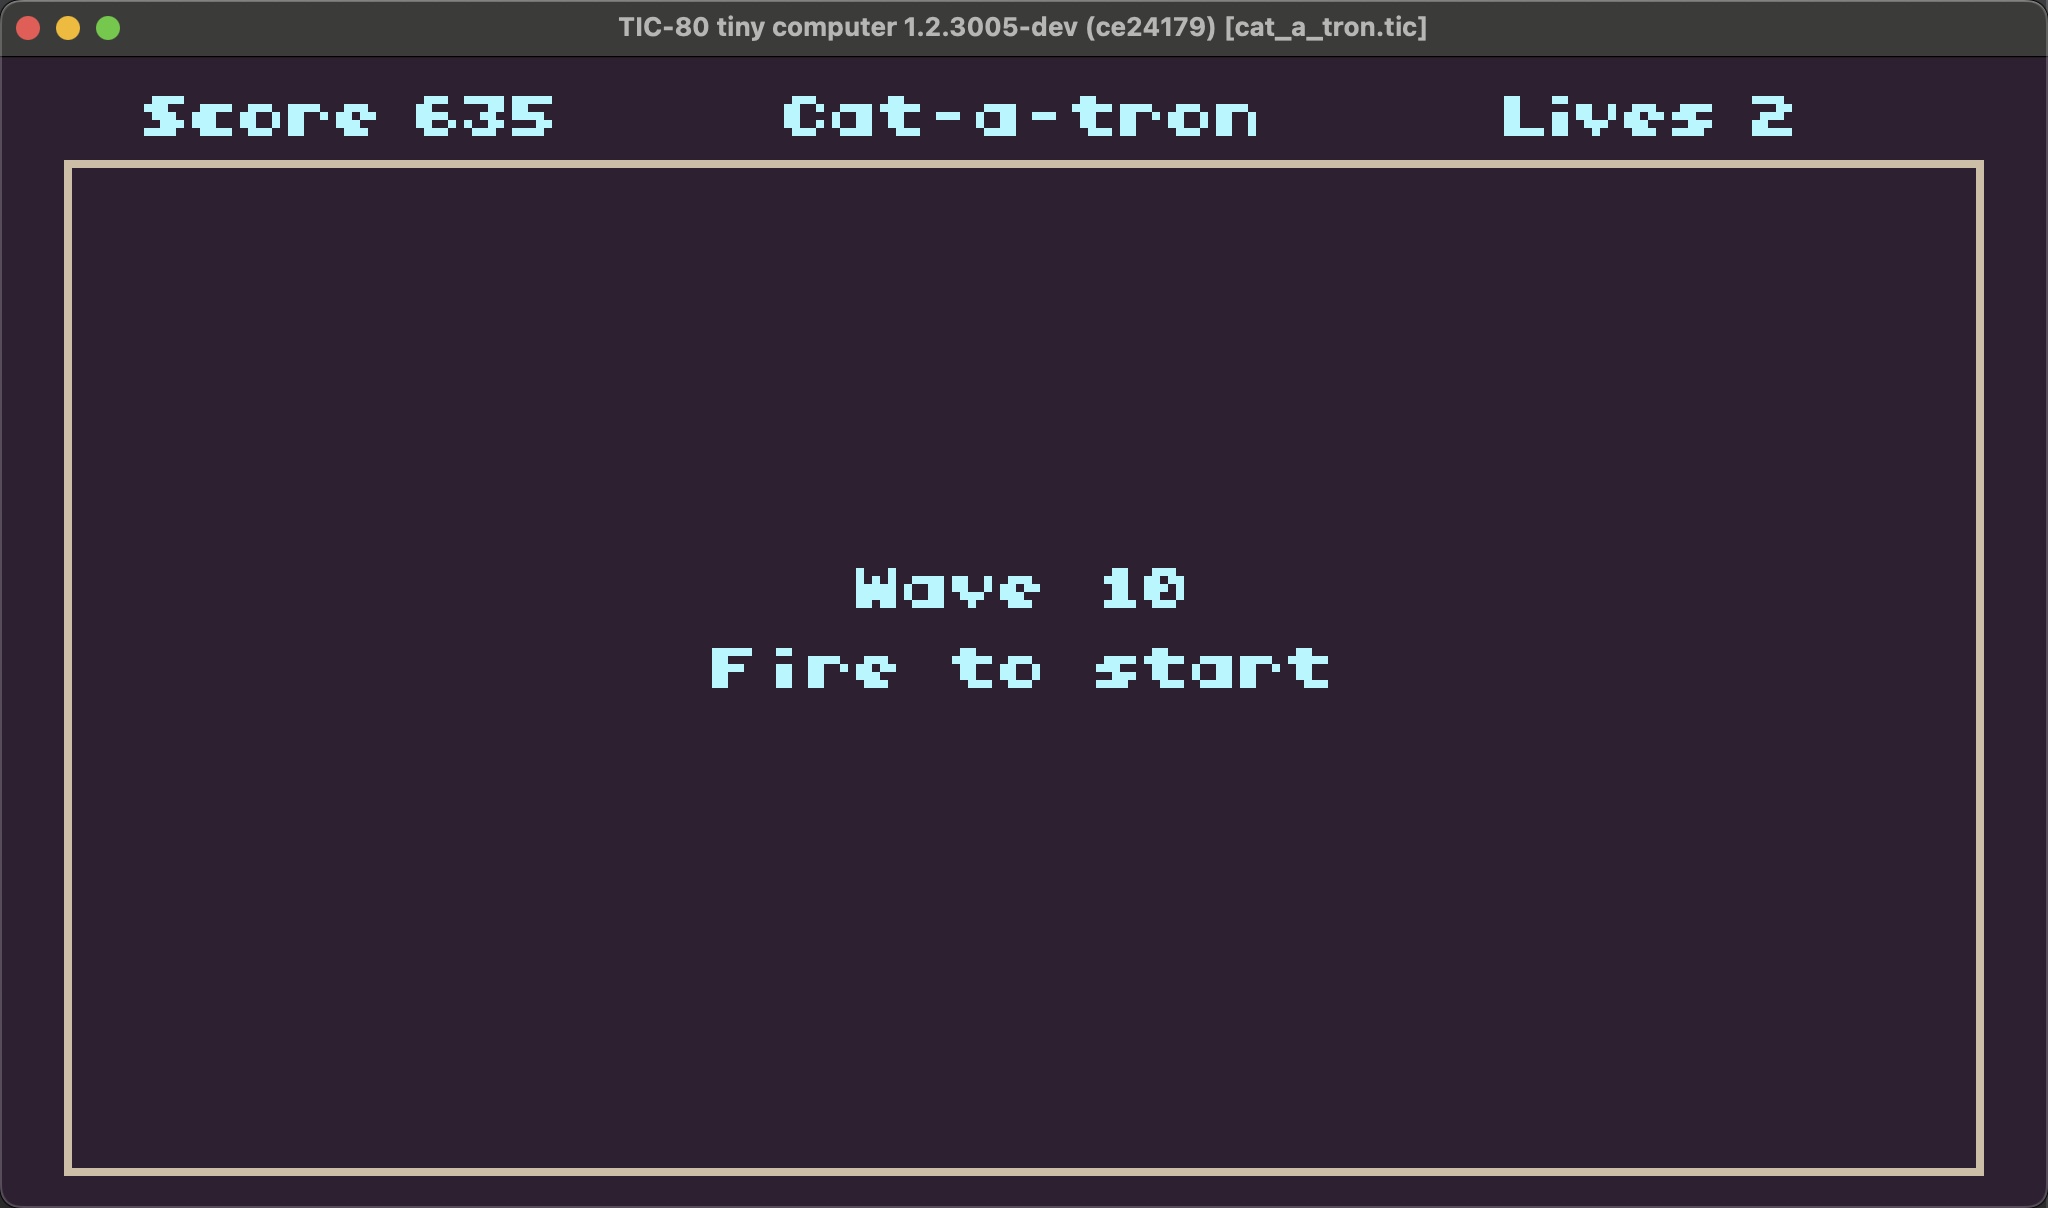 TIC-80 tiny computer 1.2.3005-dev (ce24179) [cat_a_tron.tic]
Score 635 Cat-a-tron Lives 2
Wave 10
Fire to start